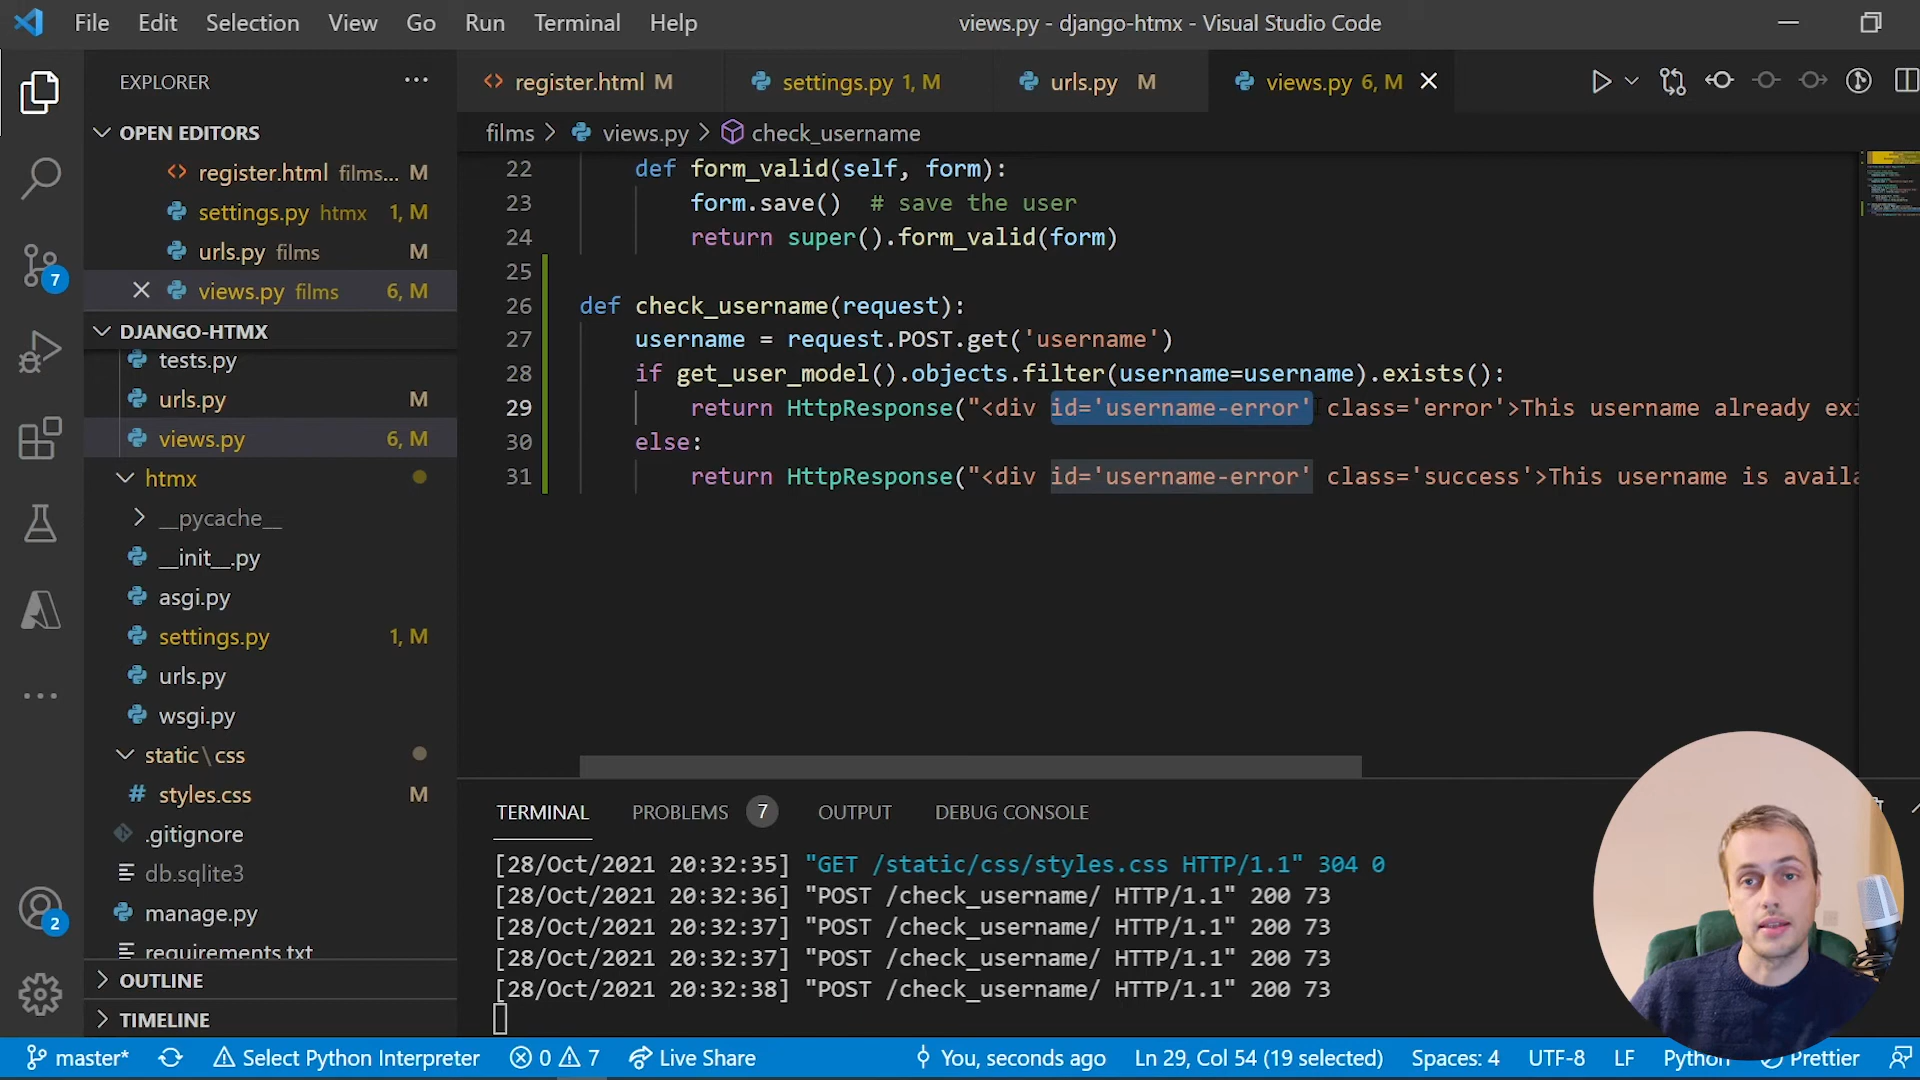 File Edit Selection View Go Run Terminal Help views.py - django-htmx - Visual Studio Code
EXPLORER ···
register.html M settings.py 1, M urls.py M views.py 6, M
OPEN EDITORS
films > views.py > check_username
register.html films... M
settings.py htmx 1, M
urls.py films M
views.py films 6, M
DJANGO-HTMX
tests.py
urls.py M
views.py 6, M
htmx
__pycache__
__init__.py
asgi.py
settings.py 1, M
urls.py
wsgi.py
static\css
styles.css M
.gitignore
db.sqlite3
manage.py
requirements.txt
OUTLINE
TIMELINE
7
2
22 def form_valid(self, form):
23 form.save() # save the user
24 return super().form_valid(form)
25
26 def check_username(request):
27 username = request.POST.get('username')
28 if get_user_model().objects.filter(username=username).exists():
29 return HttpResponse("<div id='username-error' class='error'>This username already exi
30 else:
31 return HttpResponse("<div id='username-error' class='success'>This username is availa
TERMINAL PROBLEMS 7 OUTPUT DEBUG CONSOLE
[28/Oct/2021 20:32:35] "GET /static/css/styles.css HTTP/1.1" 304 0
[28/Oct/2021 20:32:36] "POST /check_username/ HTTP/1.1" 200 73
[28/Oct/2021 20:32:37] "POST /check_username/ HTTP/1.1" 200 73
[28/Oct/2021 20:32:37] "POST /check_username/ HTTP/1.1" 200 73
[28/Oct/2021 20:32:38] "POST /check_username/ HTTP/1.1" 200 73
master* Select Python Interpreter 0 7 Live Share You, seconds ago Ln 29, Col 54 (19 selected) Spaces: 4 UTF-8 LF Python Prettier